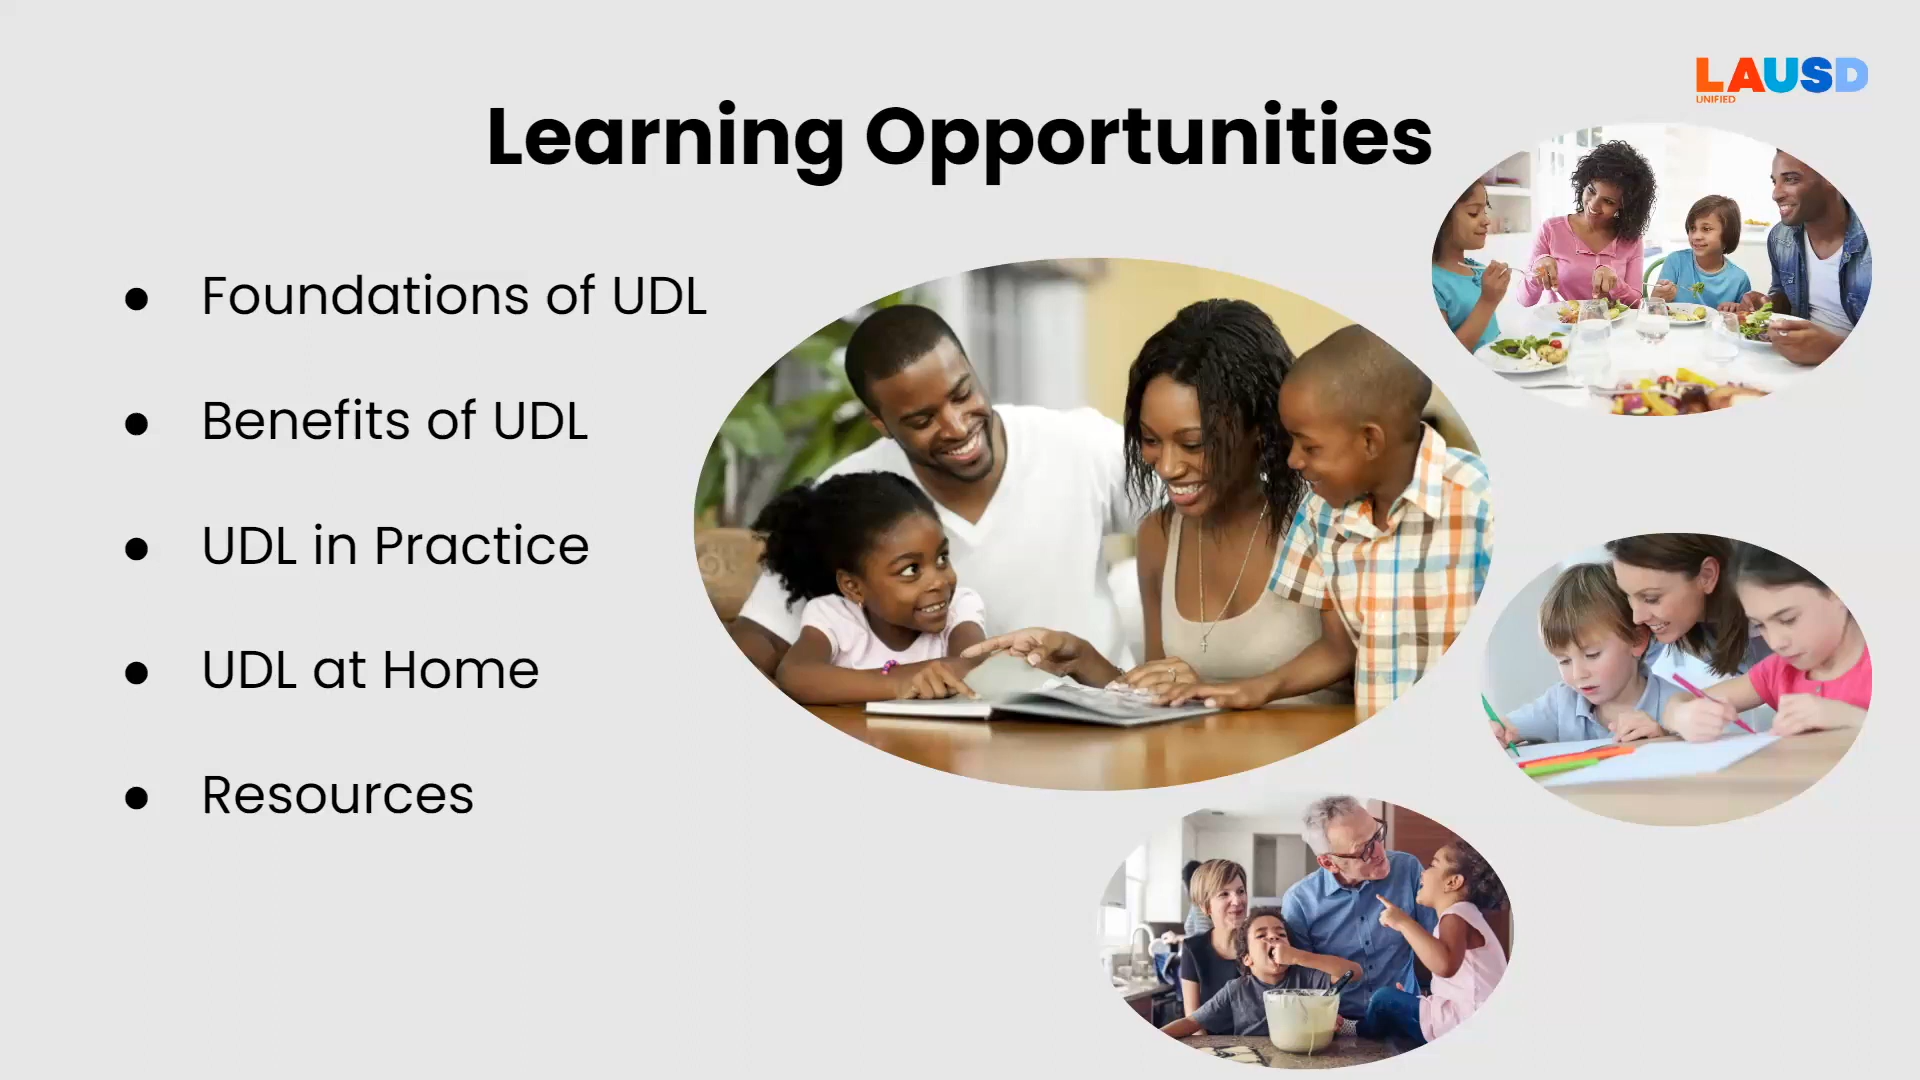 LAUSD
UNIFIED
Learning Opportunities
● Foundations of UDL
● Benefits of UDL
● UDL in Practice
● UDL at Home
● Resources